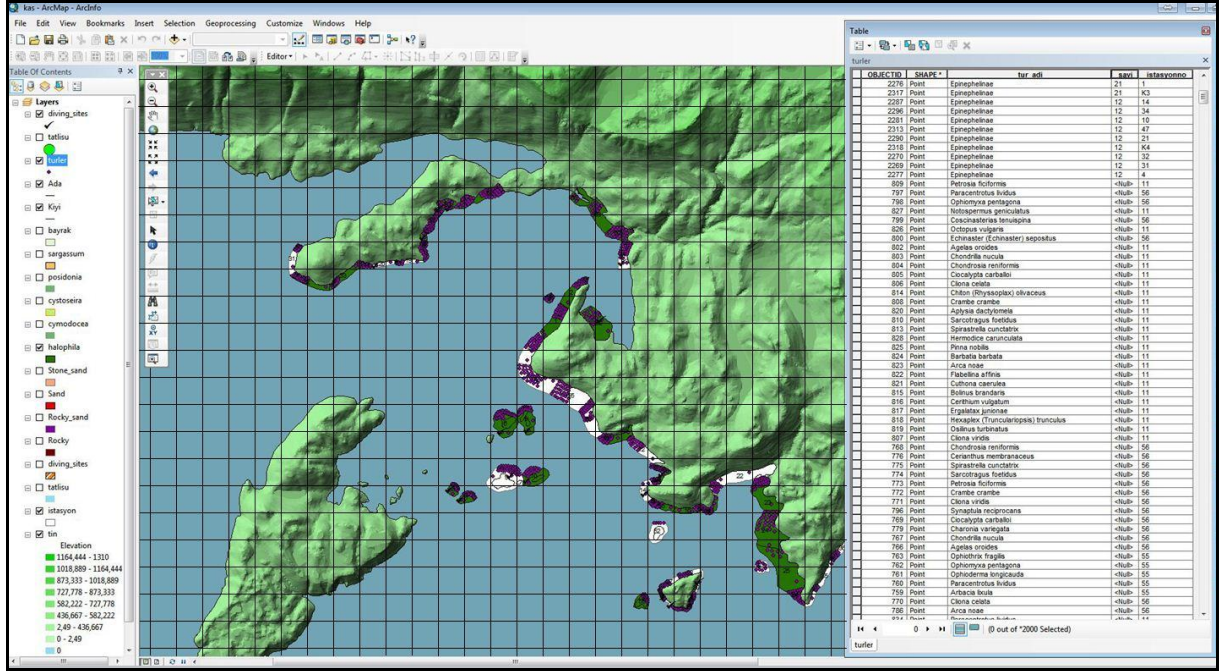 kas - ArcMap - ArcInfo
File Edit View Bookmarks Insert Selection Geoprocessing Customize Windows Help
Editor
Table Of Contents
Layers
diving_sites
tatlisu
turler
Ada
Kiyi
bayrak
sargassum
posidonia
cystoseira
cymodocea
halophila
Stone_sand
Sand
Rocky_sand
Rocky
diving_sites
tatlisu
istasyon
tin
Elevation
1164,444 - 1310
1018,889 - 1164,444
873,333 - 1018,889
727,778 - 873,333
582,222 - 727,778
436,667 - 582,222
2,49 - 436,667
0 - 2,49
0
22
Table
turler
OBJECTID SHAPE * tur_adi sayi istasyonno
2276 Point Epinephelinae 21 1
2317 Point Epinephelinae 21 K3
2287 Point Epinephelinae 12 14
2296 Point Epinephelinae 12 34
2281 Point Epinephelinae 12 10
2313 Point Epinephelinae 12 47
2290 Point Epinephelinae 12 21
2318 Point Epinephelinae 12 K4
2270 Point Epinephelinae 12 32
2269 Point Epinephelinae 12 31
2277 Point Epinephelinae 12 4
809 Point Petrosia ficiformis <Null> 11
797 Point Paracentrotus lividus <Null> 56
798 Point Ophiomyxa pentagona <Null> 56
827 Point Notospermus geniculatus <Null> 11
799 Point Coscinasterias tenuispina <Null> 56
826 Point Octopus vulgaris <Null> 11
800 Point Echinaster (Echinaster) sepositus <Null> 56
802 Point Agelas oroides <Null> 11
803 Point Chondrilla nucula <Null> 11
804 Point Chondrosia reniformis <Null> 11
805 Point Ciocalypta carballoi <Null> 11
806 Point Cliona celata <Null> 11
814 Point Chiton (Rhyssoplax) olivaceus <Null> 11
808 Point Crambe crambe <Null> 11
820 Point Aplysia dactylomela <Null> 11
810 Point Sarcotragus foetidus <Null> 11
813 Point Spirastrella cunctatrix <Null> 11
828 Point Hermodice carunculata <Null> 11
825 Point Pinna nobilis <Null> 11
824 Point Barbatia barbata <Null> 11
823 Point Arca noae <Null> 11
822 Point Flabellina affinis <Null> 11
821 Point Cuthona caerulea <Null> 11
815 Point Bolinus brandaris <Null> 11
816 Point Cerithium vulgatum <Null> 11
817 Point Ergalatax junionae <Null> 11
818 Point Hexaplex (Trunculariopsis) trunculus <Null> 11
819 Point Osilinus turbinatus <Null> 11
807 Point Cliona viridis <Null> 11
768 Point Chondrosia reniformis <Null> 56
776 Point Cerianthus membranaceus <Null> 56
775 Point Spirastrella cunctatrix <Null> 56
774 Point Sarcotragus foetidus <Null> 56
773 Point Petrosia ficiformis <Null> 56
772 Point Crambe crambe <Null> 56
771 Point Cliona viridis <Null> 56
796 Point Synaptula reciprocans <Null> 56
769 Point Ciocalypta carballoi <Null> 56
779 Point Charonia variegata <Null> 56
767 Point Chondrilla nucula <Null> 56
766 Point Agelas oroides <Null> 56
763 Point Ophiothrix fragilis <Null> 55
762 Point Ophiomyxa pentagona <Null> 55
761 Point Ophioderma longicauda <Null> 55
760 Point Paracentrotus lividus <Null> 55
759 Point Arbacia lixula <Null> 55
770 Point Cliona celata <Null> 56
786 Point Arca noae <Null> 56
0 (0 out of *2000 Selected)
turler